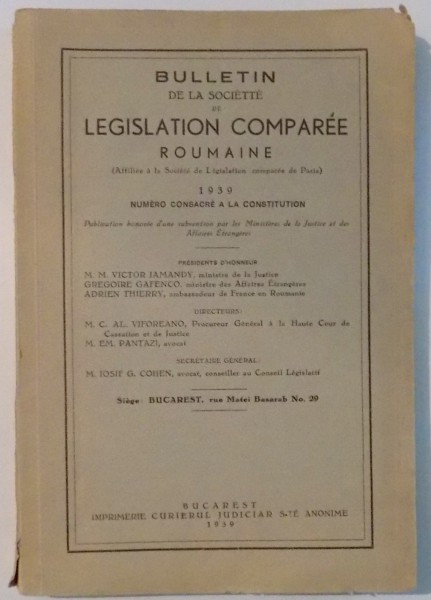 BULLETIN
DE LA SOCIÉTTÉ
DE
LEGISLATION COMPARÉE
ROUMAINE
(Affiliée à la Société de Législation comparée de Paris)
1939
NUMÉRO CONSACRÉ A LA CONSTITUTION
Publication honorée d'une subvention par les Ministères de la Justice et des
Affaires Étrangères
PRÉSIDENTS D'HONNEUR
M. M. VICTOR IAMANDY, ministre de la Justice
GREGOIRE GAFENCO, ministre des Affaires Étrangères
ADRIEN THIERRY, ambassadeur de France en Roumanie
DIRECTEURS:
M. C. AL. VIFOREANO, Procureur Général à la Haute Cour de
Cassation et de Justice
M. EM. PANTAZI, avocat
SECRÉTAIRE GÉNÉRAL:
M. IOSIF G. COHEN, avocat, conseiller au Conseil Législatif
Siège: BUCAREST, rua Matei Basarab No. 20
BUCAREST
IMPRIMERIE CURIERUL JUDICIAR S-TÉ ANONIME
1939